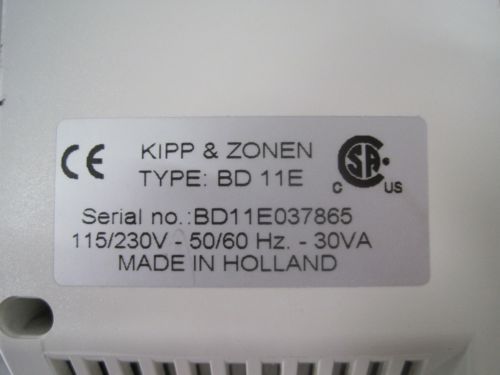 CE KIPP & ZONEN
TYPE: BD 11E
SA
C US
Serial no.:BD11E037865
115/230V - 50/60 Hz. - 30VA
MADE IN HOLLAND